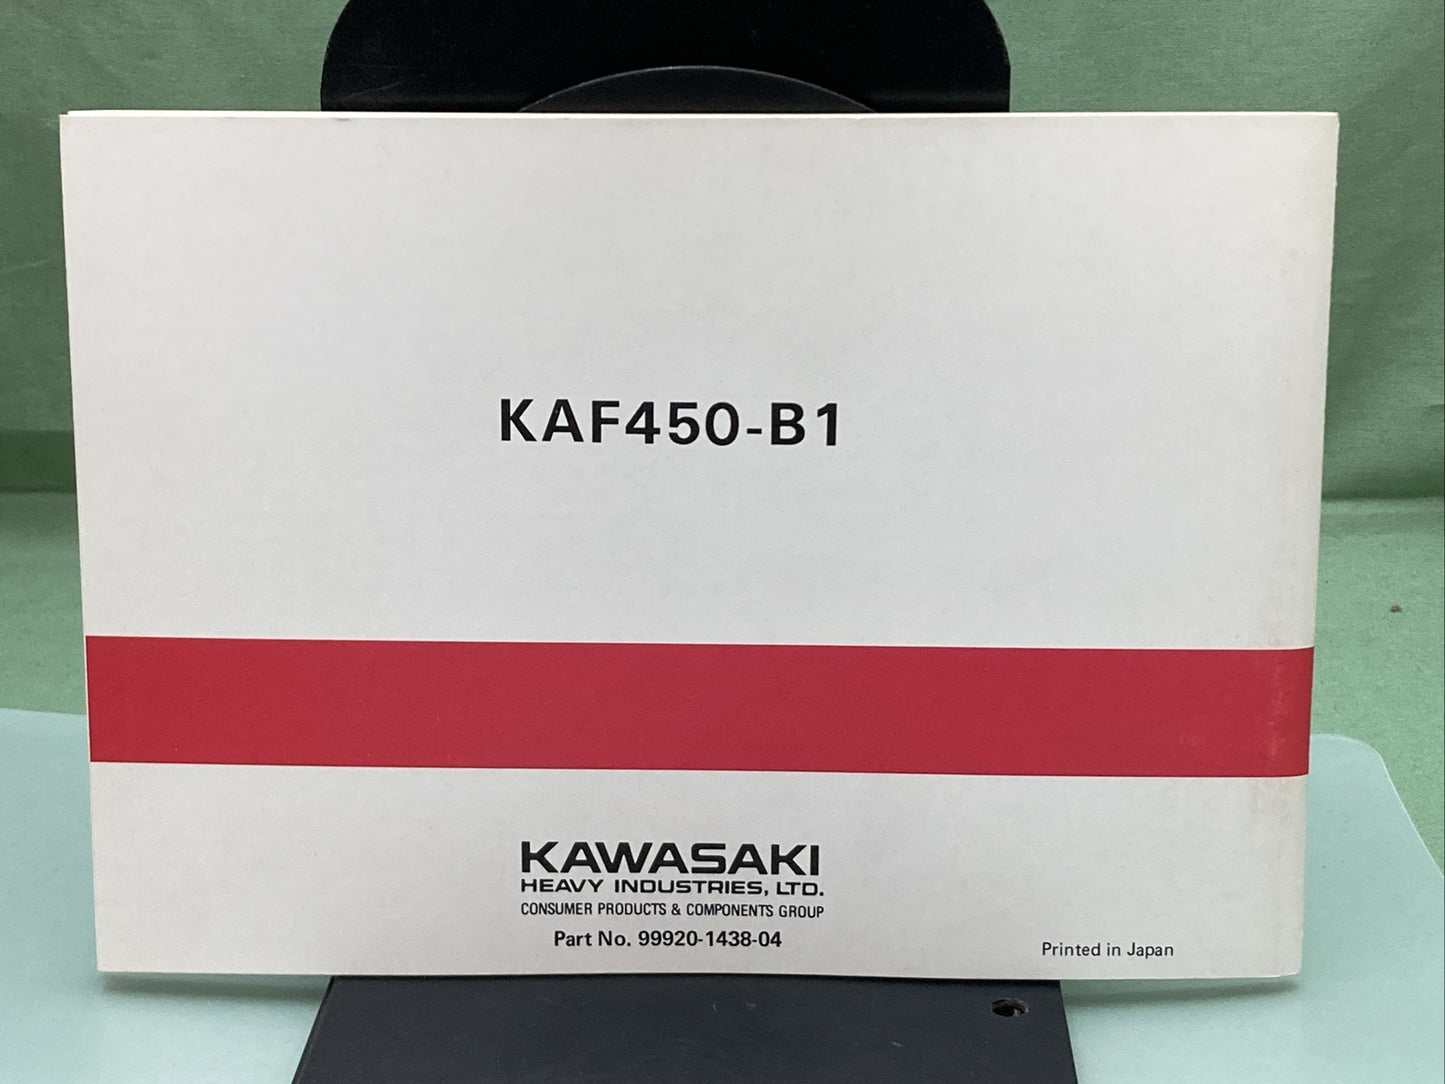 KAF450-B1
KAWASAKI
HEAVY INDUSTRIES, LTD.
CONSUMER PRODUCTS & COMPONENTS GROUP
Part No. 99920-1438-04
Printed in Japan